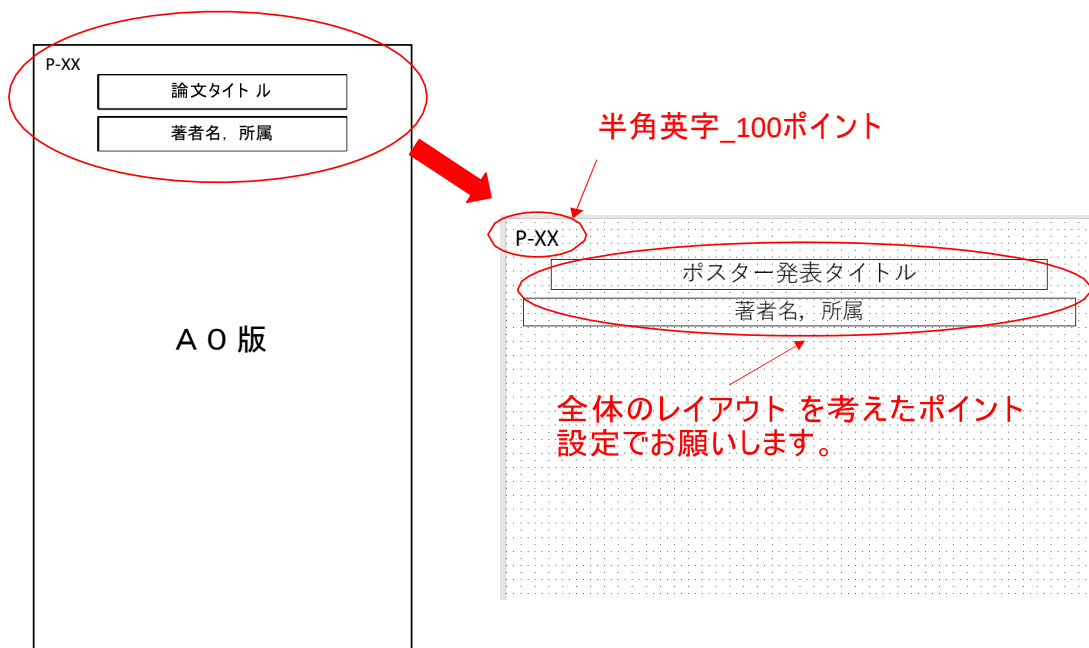 P-XX
論文タイトル
著者名，所属
A 0 版
半角英字_100ポイント
P-XX
ポスター発表タイトル
著者名，所属
全体のレイアウト を考えたポイント
設定でお願いします。